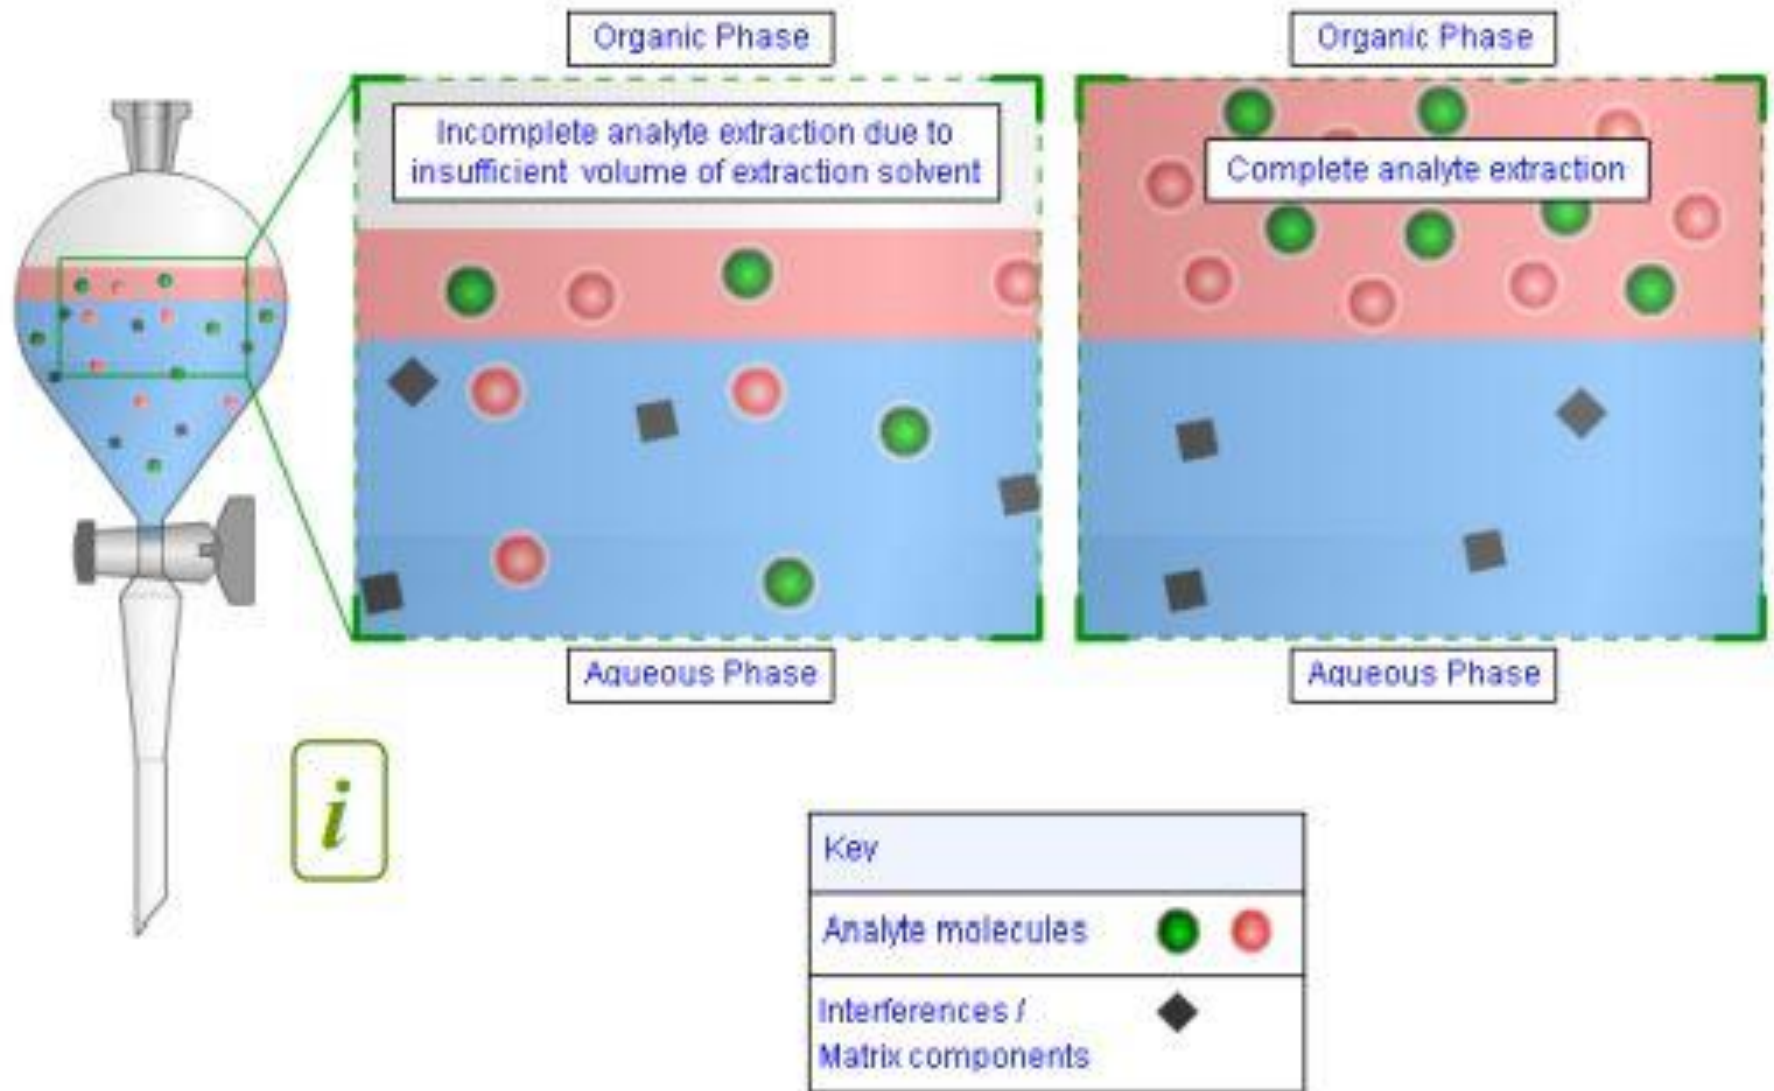 Organic Phase
Organic Phase
Incomplete analyte extraction due to
insufficient volume of extraction solvent
Complete analyte extraction
Aqueous Phase
Aqueous Phase
i
Key
Analyte molecules
Interferences /
Matrix components